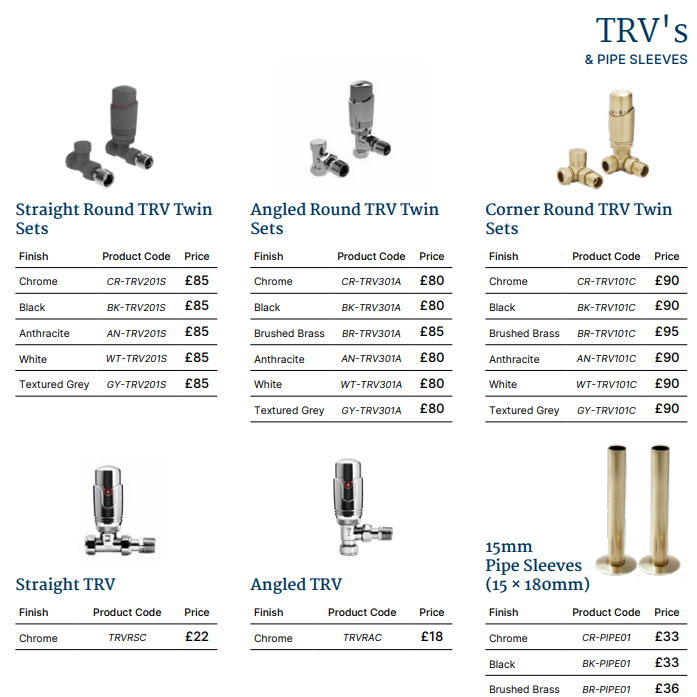 TRV's
& PIPE SLEEVES
Straight Round TRV Twin
Sets
Finish Product Code Price
Chrome CR-TRV201S £85
Black BK-TRV201S £85
Anthracite AN-TRV201S £85
White WT-TRV201S £85
Textured Grey GY-TRV201S £85
Angled Round TRV Twin
Sets
Finish Product Code Price
Chrome CR-TRV301A £80
Black BK-TRV301A £80
Brushed Brass BR-TRV301A £85
Anthracite AN-TRV301A £80
White WT-TRV301A £80
Textured Grey GY-TRV301A £80
Corner Round TRV Twin
Sets
Finish Product Code Price
Chrome CR-TRV101C £90
Black BK-TRV101C £90
Brushed Brass BR-TRV101C £95
Anthracite AN-TRV101C £90
White WT-TRV101C £90
Textured Grey GY-TRV101C £90
Straight TRV
Finish Product Code Price
Chrome TRVRSC £22
Angled TRV
Finish Product Code Price
Chrome TRVRAC £18
15mm
Pipe Sleeves
(15 × 180mm)
Finish Product Code Price
Chrome CR-PIPE01 £33
Black BK-PIPE01 £33
Brushed Brass BR-PIPE01 £36